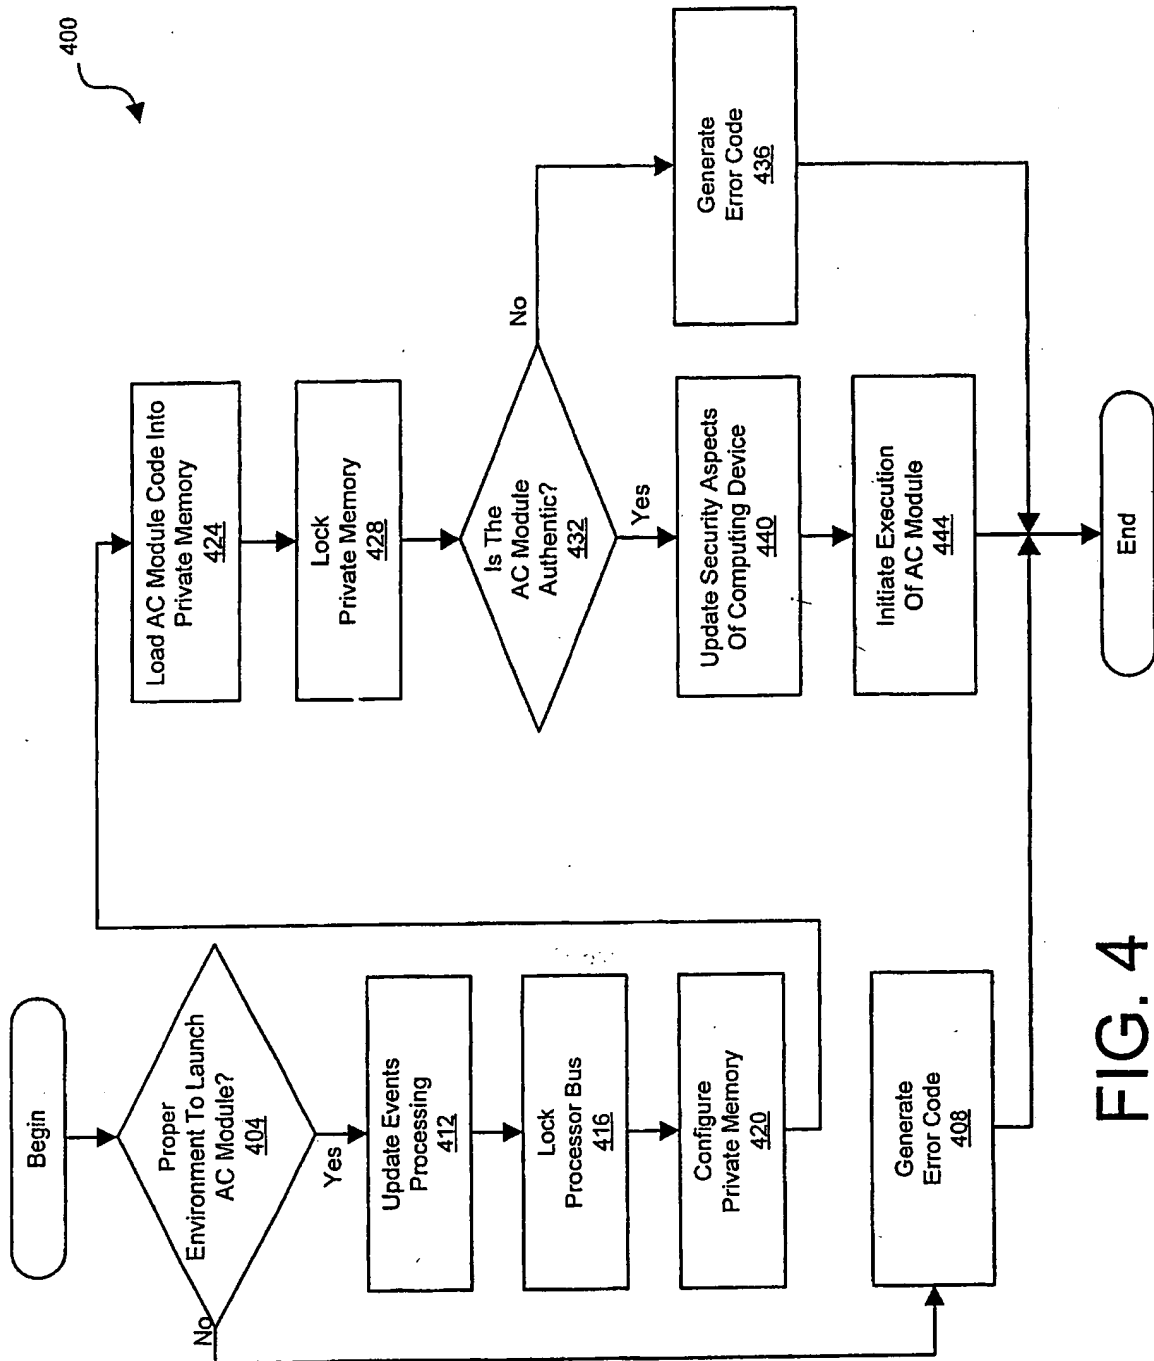 400
Begin
Proper
Environment To Launch
AC Module?
404
No
Yes
Update Events
Processing
412
Lock
Processor Bus
416
Configure
Private Memory
420
Generate
Error Code
408
Load AC Module Code Into
Private Memory
424
Lock
Private Memory
428
Is The
AC Module
Authentic?
432
No
Yes
Generate
Error Code
436
Update Security Aspects
Of Computing Device
440
Initiate Execution
Of AC Module
444
End
FIG. 4